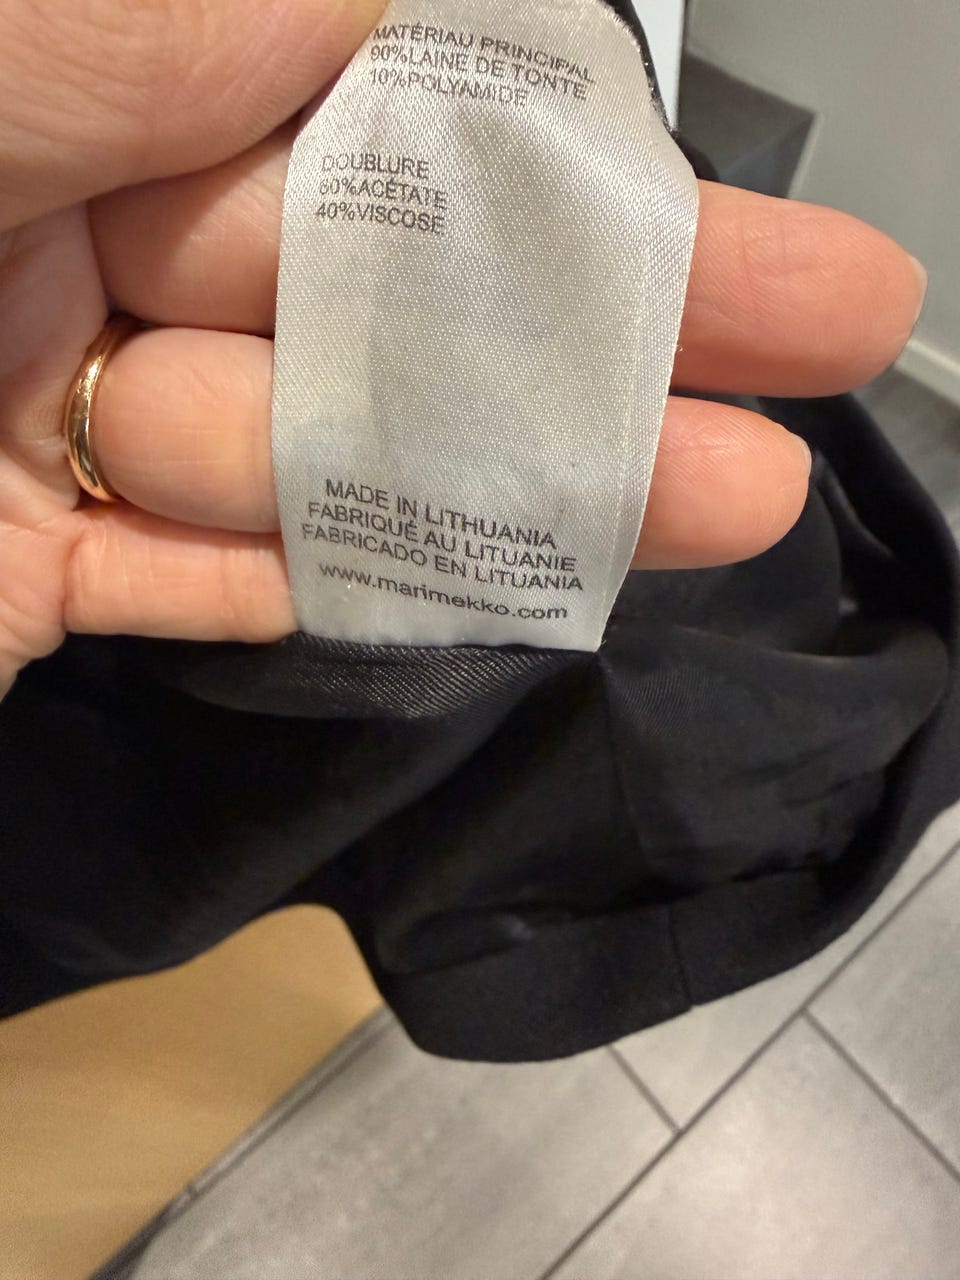 MATÉRIAU PRINCIPAL
90%LAINE DE TONTE
10%POLYAMIDE
DOUBLURE
60%ACÉTATE
40%VISCOSE
MADE IN LITHUANIA
FABRIQUÉ AU LITUANIE
FABRICADO EN LITUANIA
www.marimekko.com